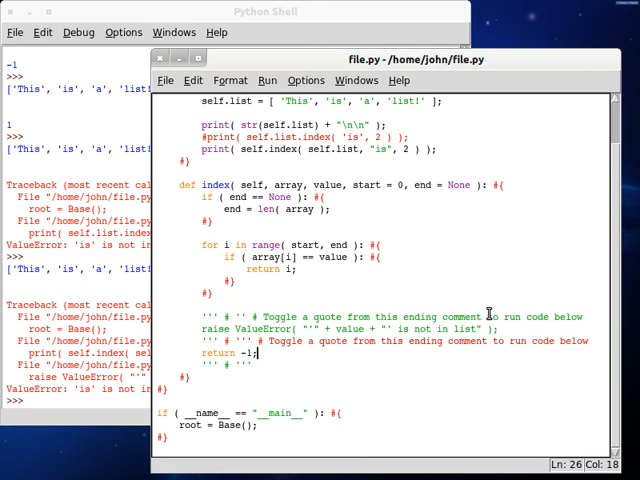 Python Shell
File Edit Debug Options Windows Help
-1
>>>
['This', 'is', 'a', 'list!
1
>>>
['This', 'is', 'a', 'list!
Traceback (most recent cal
File "/home/john/file.py
root = Base();
File "/home/john/file.py
print( self.list.index
ValueError: 'is' is not in
>>>
['This', 'is', 'a', 'list!
Traceback (most recent cal
File "/home/john/file.py
root = Base();
File "/home/john/file.py
print( self.index( sel
File "/home/john/file.py
raise ValueError( "'"
ValueError: 'is' is not in
>>>
file.py - /home/john/file.py
File Edit Format Run Options Windows Help
self.list = [ 'This', 'is', 'a', 'list!' ];
print( str(self.list) + "\n\n" );
#print( self.list.index( 'is', 2 ) );
print( self.index( self.list, "is", 2 ) );
#}
def index( self, array, value, start = 0, end = None ): #{
if ( end == None ): #{
end = len( array );
#}
for i in range( start, end ): #{
if ( array[i] == value ): #{
return i;
#}
#}
''' # '' # Toggle a quote from this ending comment to run code below
raise ValueError( "'" + value + "' is not in list" );
''' # ''' # Toggle a quote from this ending comment to run code below
return -1;
''' # '''
#}
#}
if ( __name__ == "__main__" ): #{
root = Base();
#}
Ln: 26 Col: 18